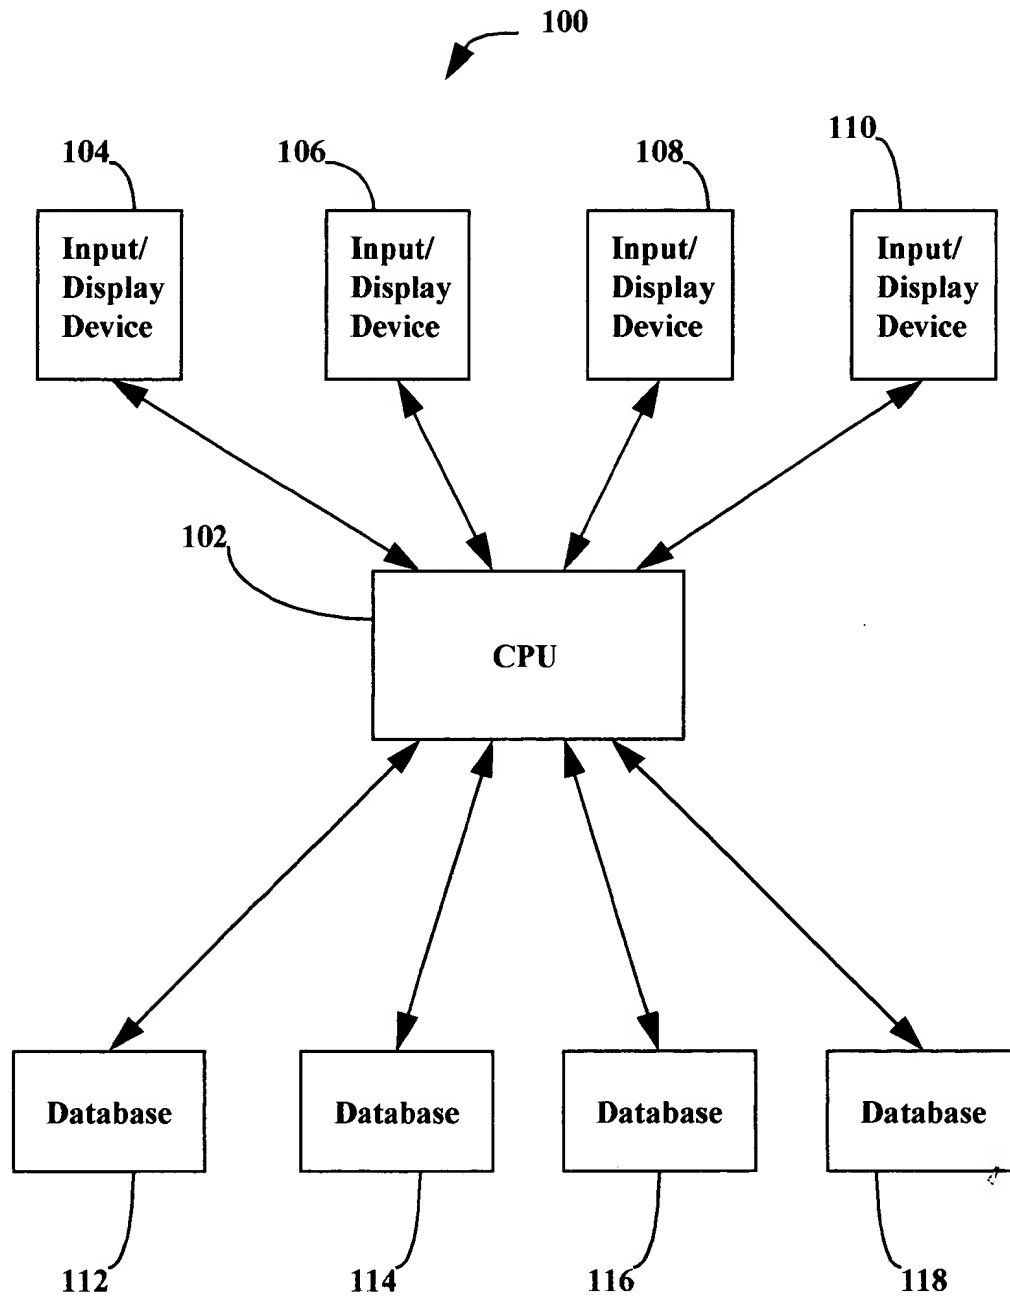 100
104
106
108
110
Input/
Display
Device
Input/
Display
Device
Input/
Display
Device
Input/
Display
Device
102
CPU
Database
Database
Database
Database
112
114
116
118